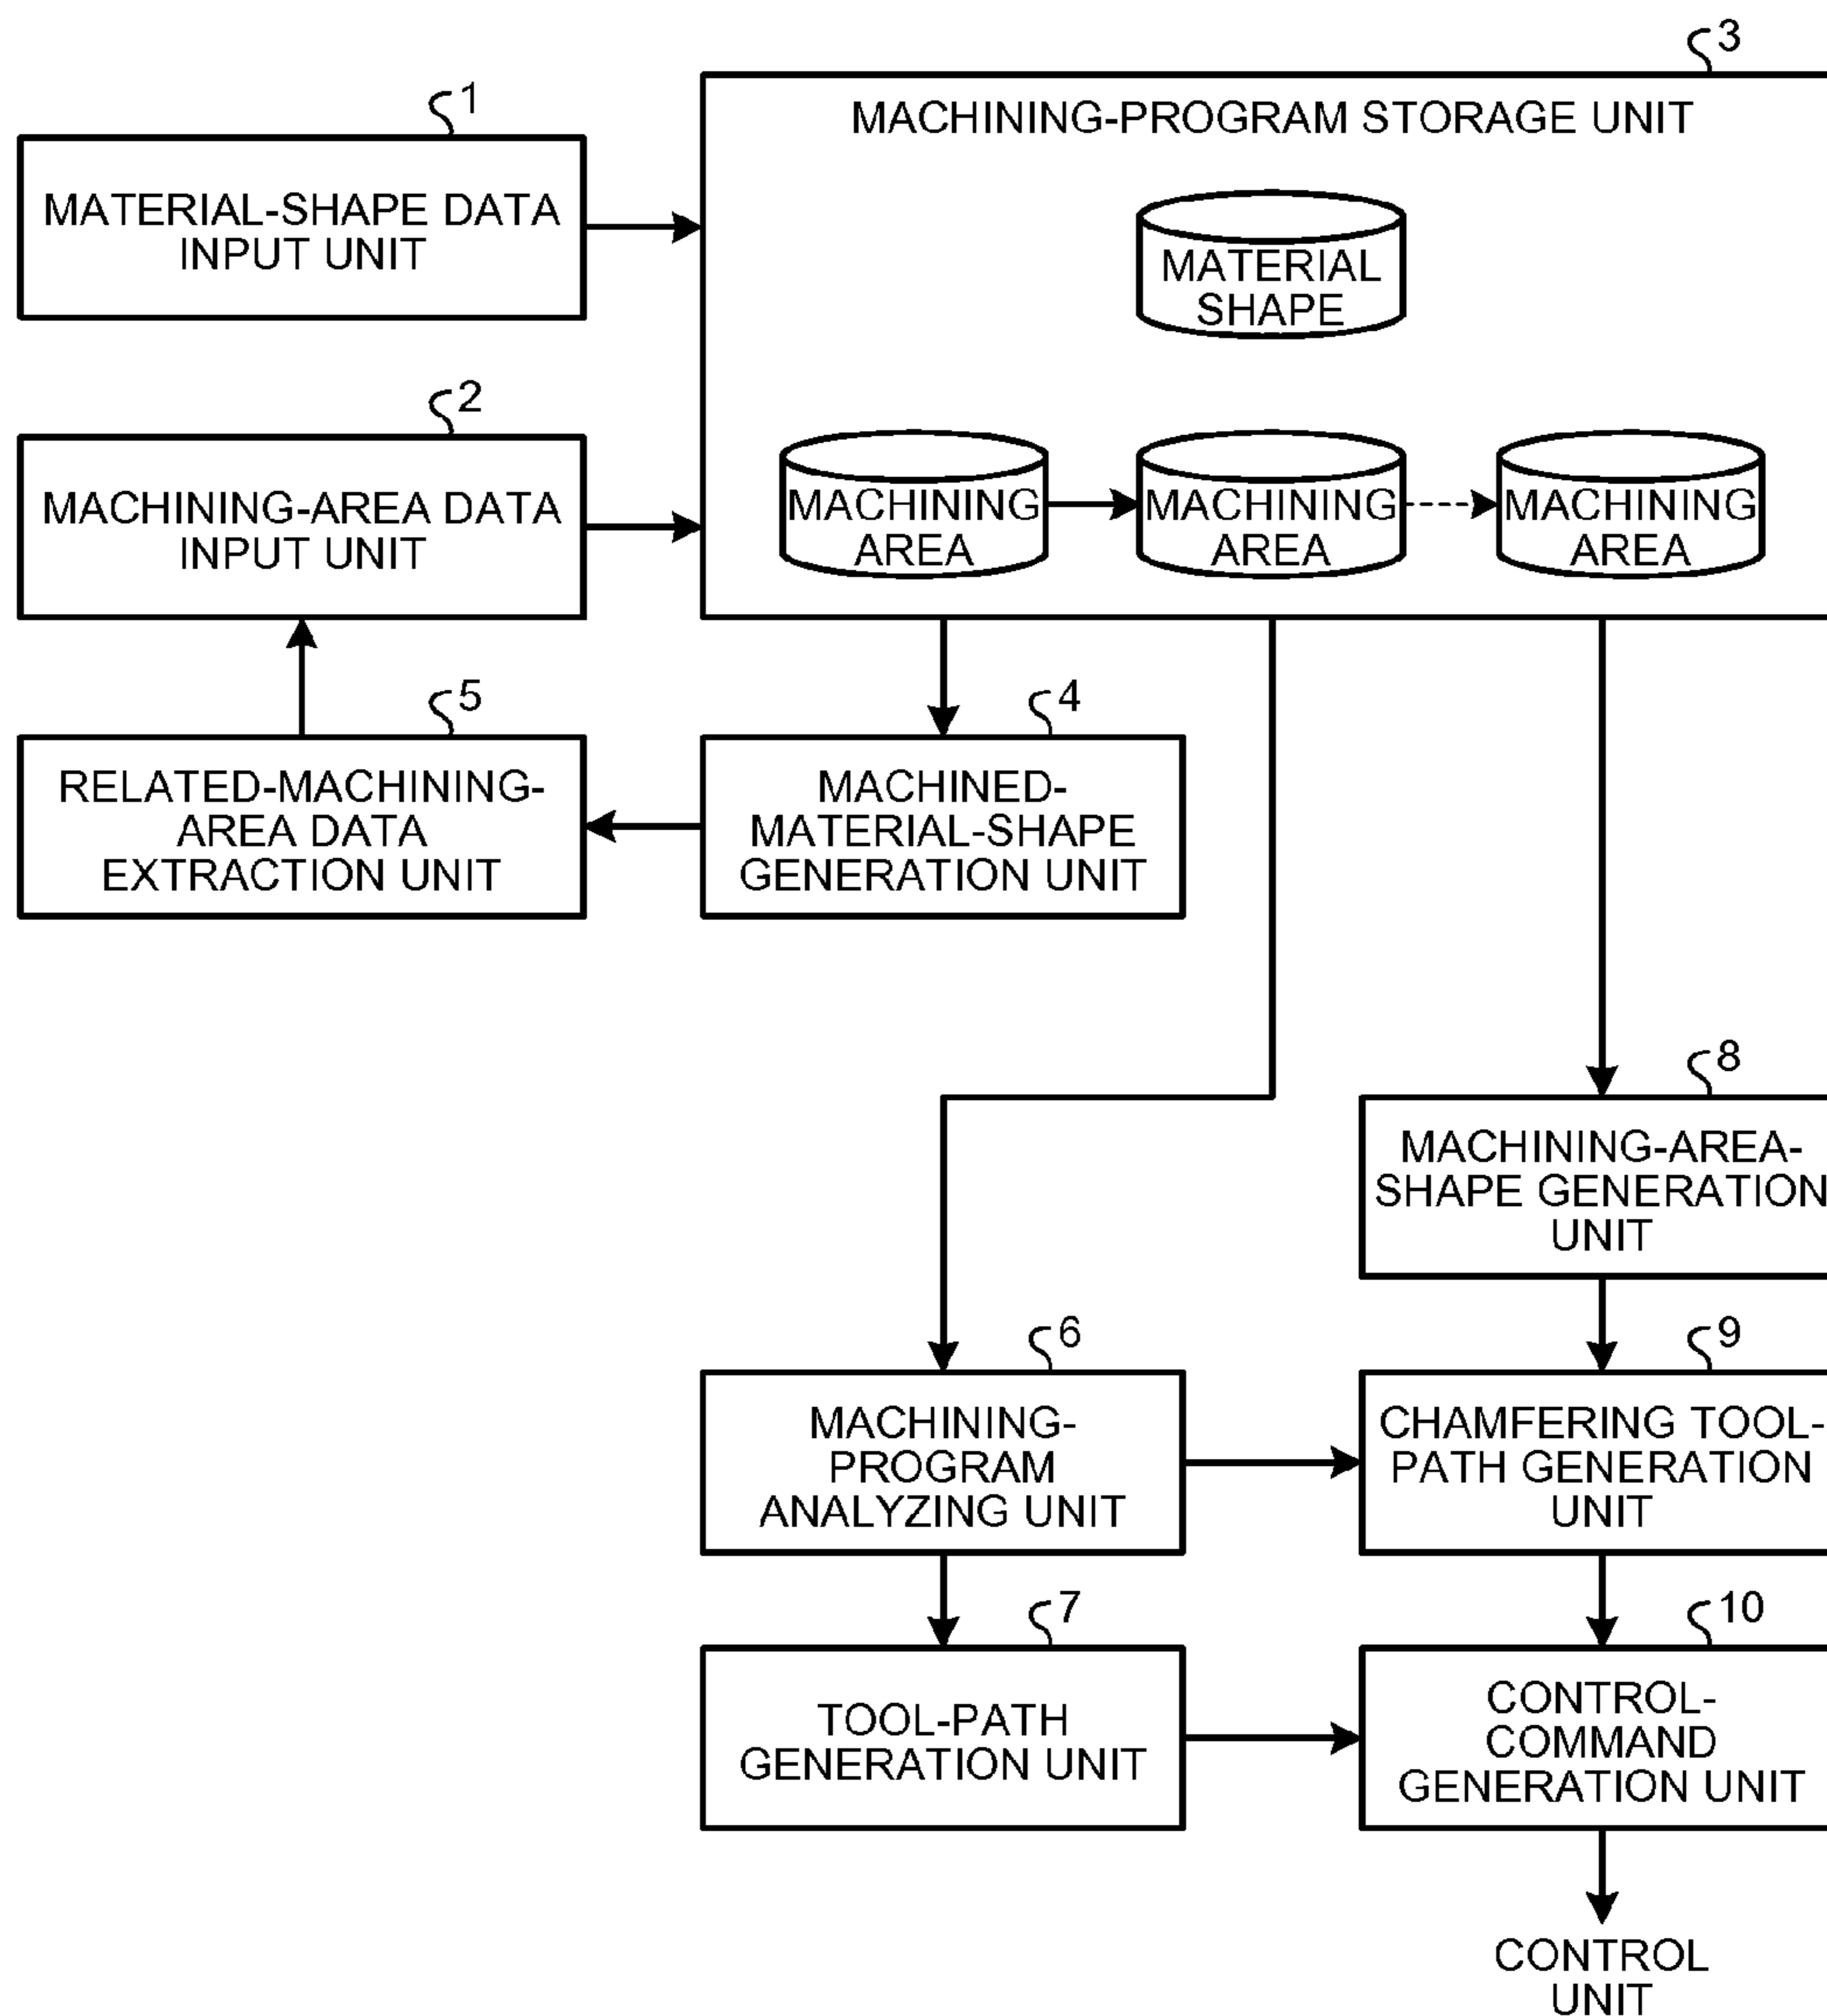 3
1
MACHINING-PROGRAM STORAGE UNIT
MATERIAL-SHAPE DATA
INPUT UNIT
MATERIAL
SHAPE
2
MACHINING-AREA DATA
INPUT UNIT
MACHINING
AREA
MACHINING
AREA
MACHINING
AREA
5
RELATED-MACHINING-
AREA DATA
EXTRACTION UNIT
4
MACHINED-
MATERIAL-SHAPE
GENERATION UNIT
8
MACHINING-AREA-
SHAPE GENERATION
UNIT
6
MACHINING-
PROGRAM
ANALYZING UNIT
9
CHAMFERING TOOL-
PATH GENERATION
UNIT
7
TOOL-PATH
GENERATION UNIT
10
CONTROL-
COMMAND
GENERATION UNIT
CONTROL
UNIT